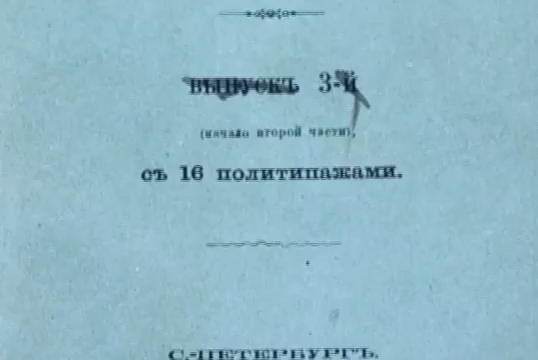 Выпускъ 3-й
(начало второй части),
съ 16 политипажами.
С.-ПЕТЕРБУРГЪ.